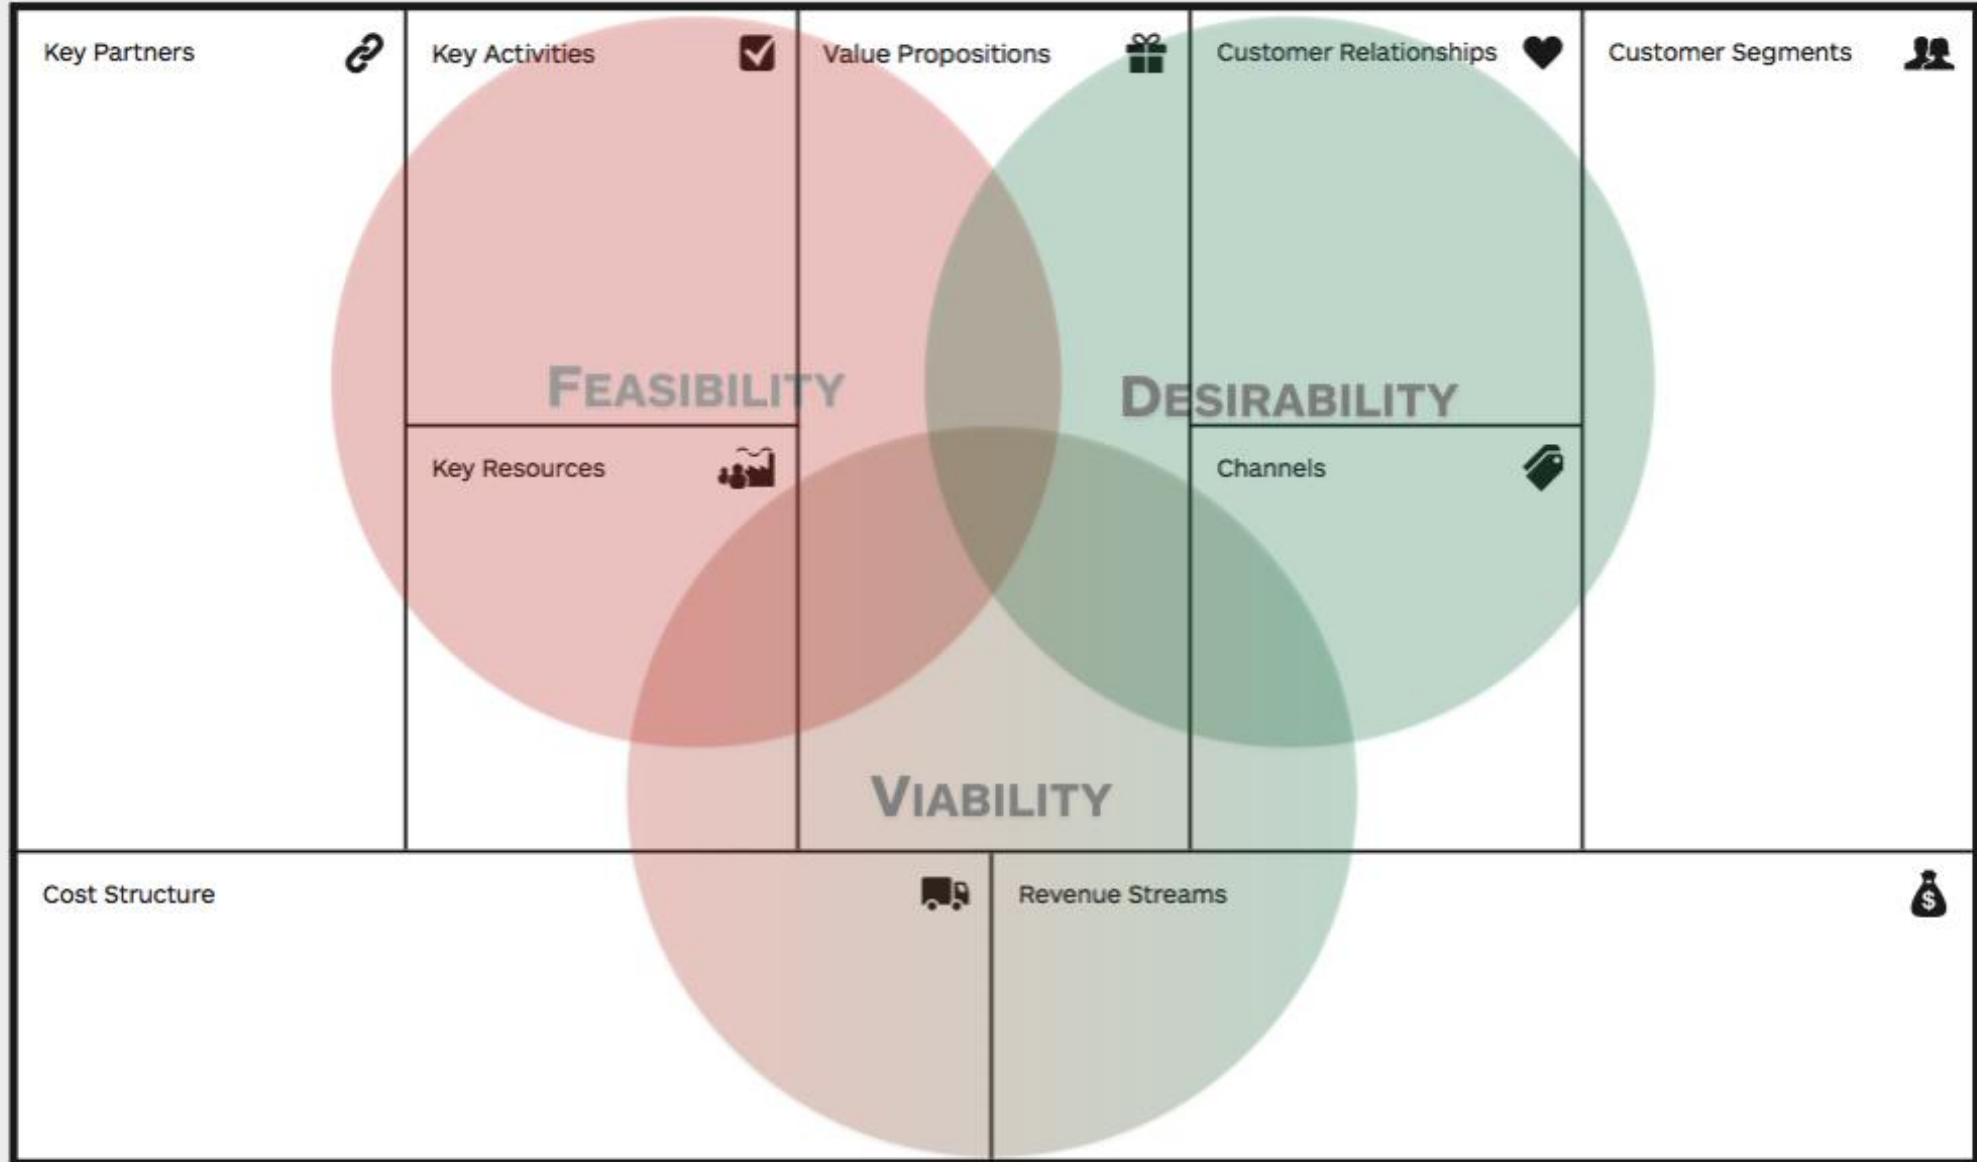 Key Partners
Key Activities
Value Propositions
Customer Relationships
Customer Segments
FEASIBILITY
DESIRABILITY
Key Resources
Channels
VIABILITY
Cost Structure
Revenue Streams
$